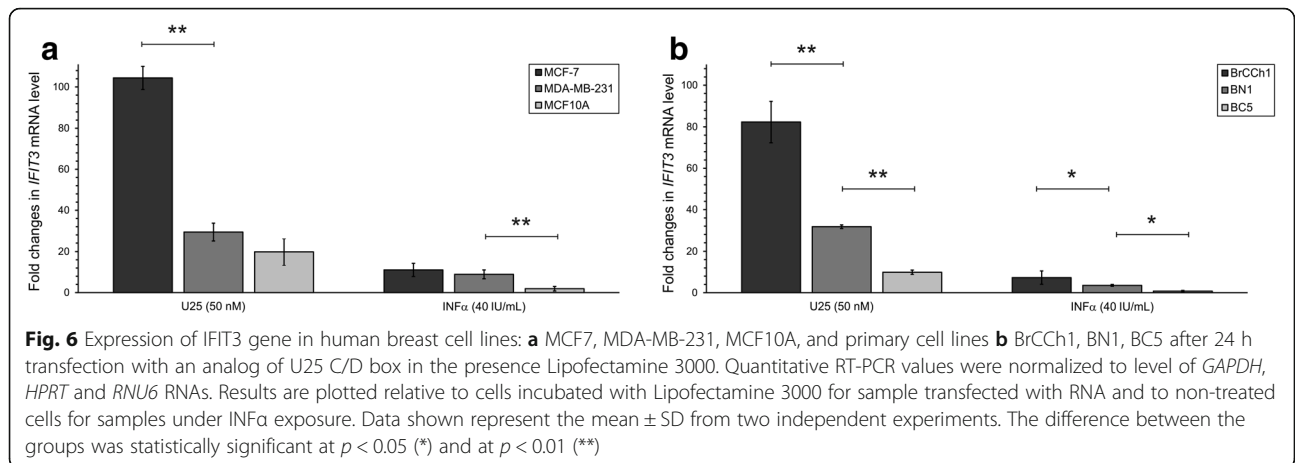 a
**
**
Fold changes in IFIT3 mRNA level
100
80
60
40
20
0
MCF-7
MDA-MB-231
MCF10A
U25 (50 nM)
INFα (40 IU/mL)
b
**
**
*
*
Fold changes in IFIT3 mRNA level
100
80
60
40
20
0
BrCCh1
BN1
BC5
U25 (50 nM)
INFα (40 IU/mL)
Fig. 6 Expression of IFIT3 gene in human breast cell lines: a MCF7, MDA-MB-231, MCF10A, and primary cell lines b BrCCh1, BN1, BC5 after 24 h
transfection with an analog of U25 C/D box in the presence Lipofectamine 3000. Quantitative RT-PCR values were normalized to level of GAPDH,
HPRT and RNU6 RNAs. Results are plotted relative to cells incubated with Lipofectamine 3000 for sample transfected with RNA and to non-treated
cells for samples under INFα exposure. Data shown represent the mean ± SD from two independent experiments. The difference between the
groups was statistically significant at p < 0.05 (*) and at p < 0.01 (**)